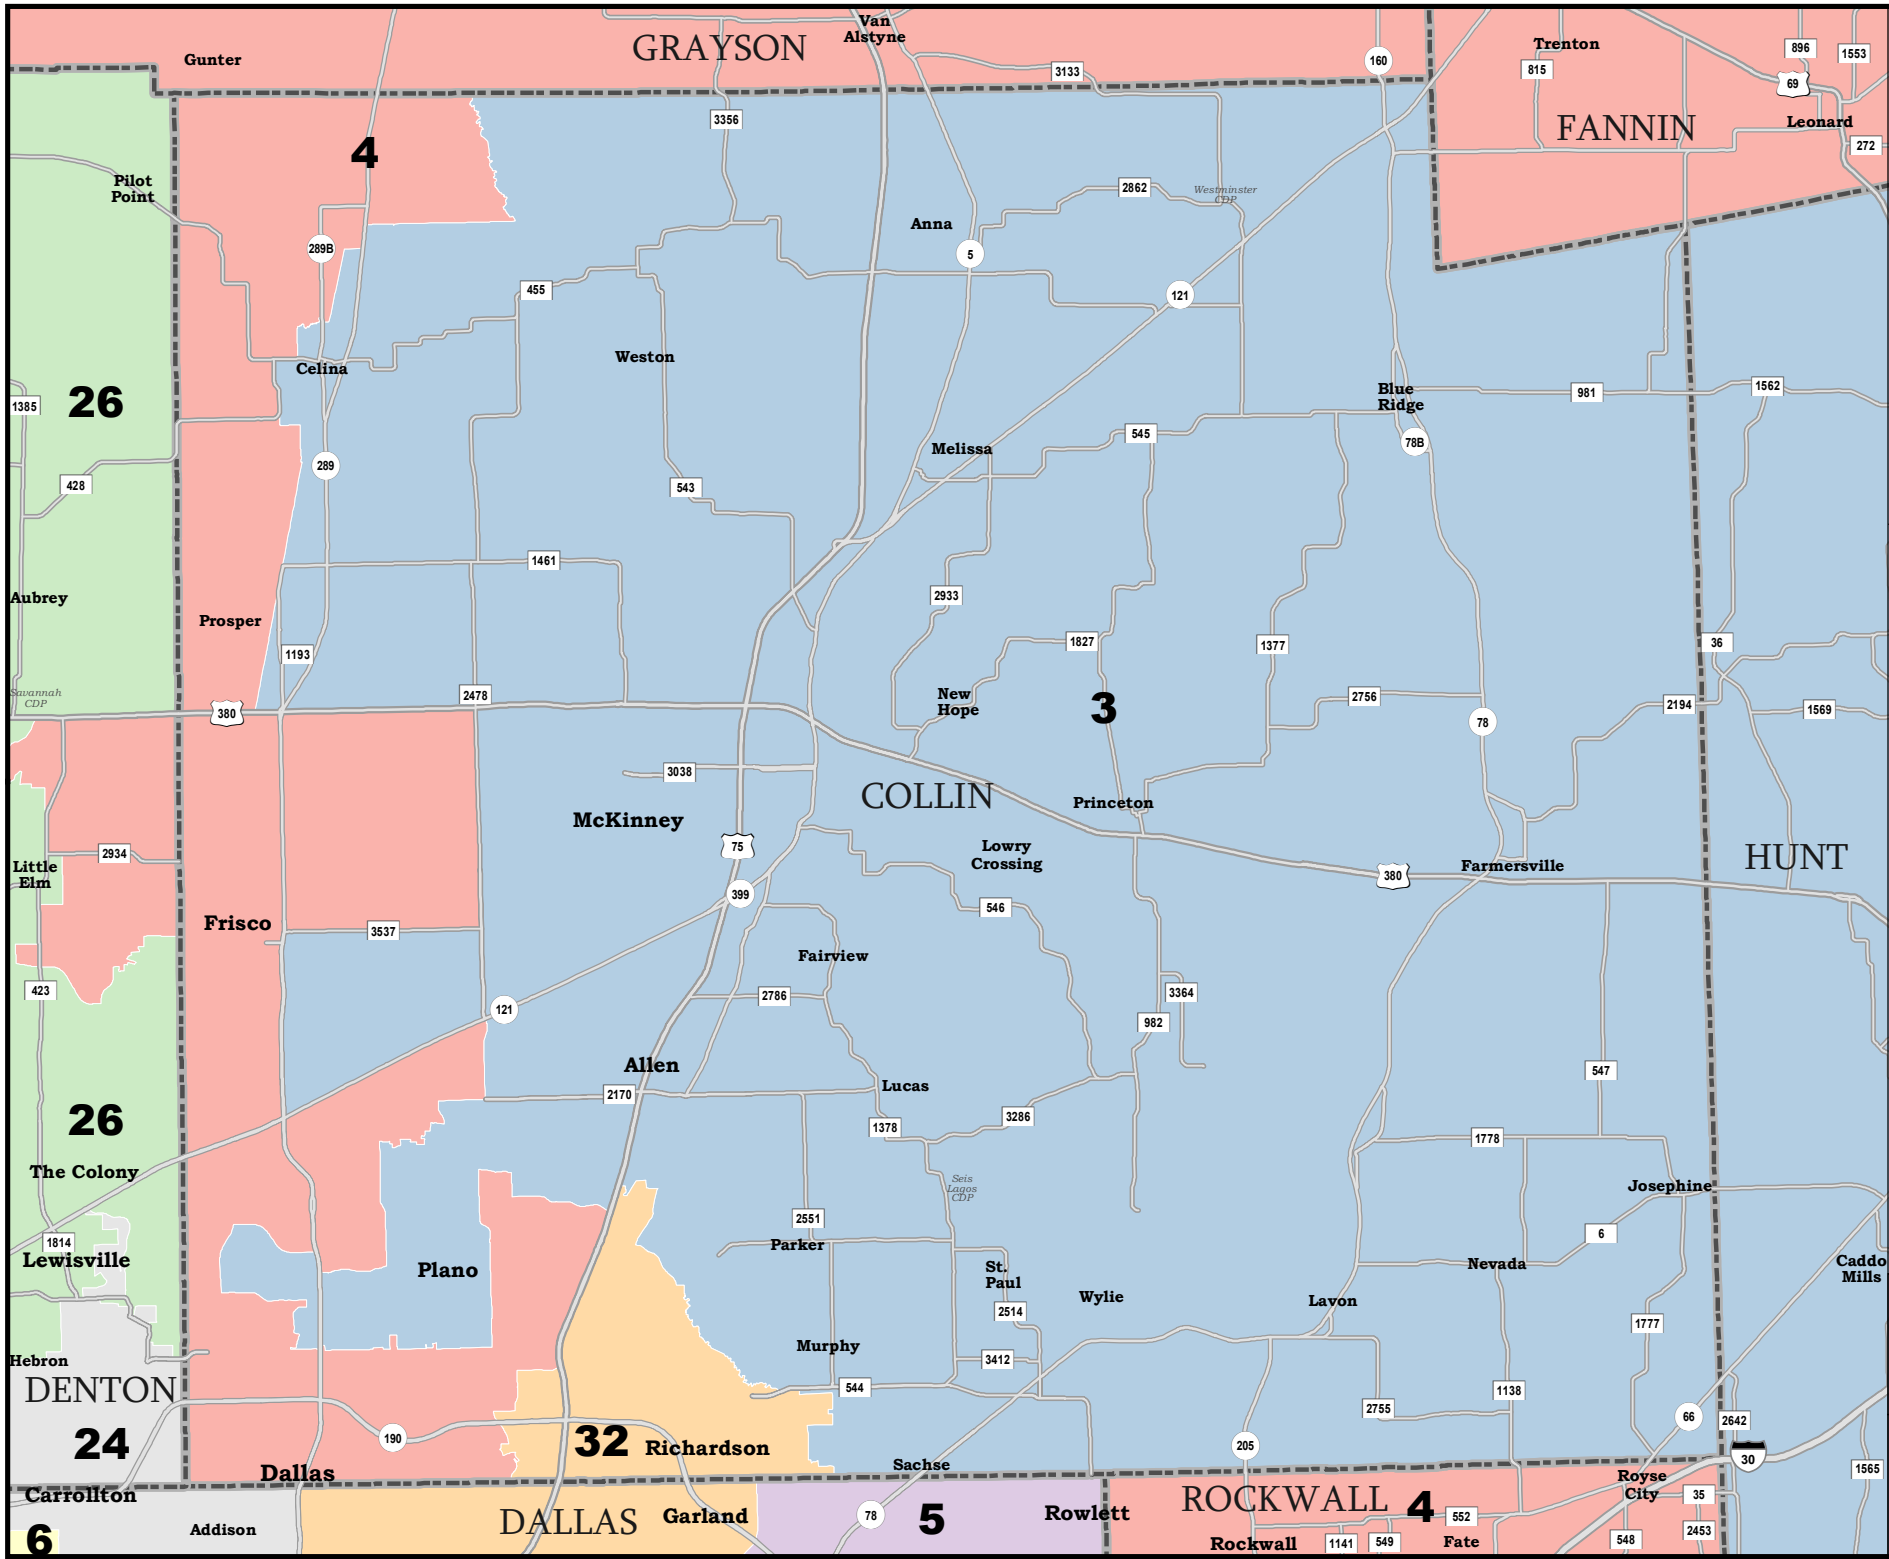 Van
Alstyne
GRAYSON
Gunter
Trenton
896
1553
160
3133
815
69
3356
FANNIN
Leonard
272
4
Pilot
Point
2862
Westminster
CDP
Anna
289B
5
455
121
Weston
Celina
26
1385
Blue
Ridge
981
1562
545
78B
Melissa
289
428
543
1461
Aubrey
2933
Prosper
1827
1377
36
1193
Savannah
CDP
2478
New
Hope
3
2756
2194
1569
380
78
3038
COLLIN
Princeton
McKinney
75
Lowry
Crossing
HUNT
Little
Elm
2934
380
Farmersville
399
546
Frisco
3537
Fairview
423
2786
3364
121
982
Allen
547
2170
Lucas
26
3286
1378
1778
The Colony
Seis
Lagos
CDP
Josephine
2551
6
1814
Parker
Lewisville
Plano
St.
Paul
Nevada
Caddo
Mills
Wylie
Lavon
2514
1777
Murphy
Hebron
3412
DENTON
544
1138
2755
66
2642
24
190
32
Richardson
205
30
Dallas
Sachse
1565
Royse
City
Carrollton
35
ROCKWALL
4
DALLAS
Garland
78
5
Rowlett
552
6
Addison
2453
Rockwall
1141
549
Fate
548